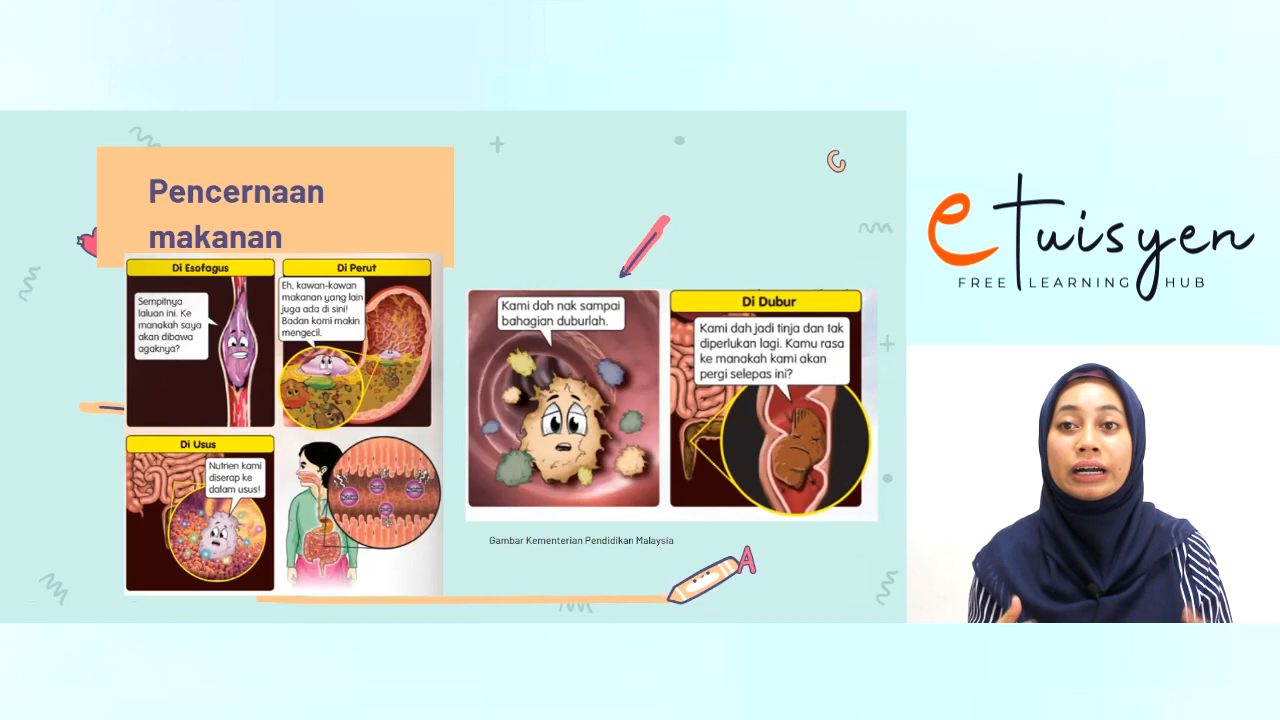 Pencernaan
makanan
Di Esofagus
Sempitnya
laluan ini. Ke
manakah saya
akan dibawa
agaknya?
Di Perut
Eh, kawan-kawan
makanan yang lain
juga ada di sini!
Badan kami makin
mengecil.
Di Usus
Nutrien kami
diserap ke
dalam usus!
Kami dah nak sampai
bahagian duburlah.
Di Dubur
Kami dah jadi tinja dan tak
diperlukan lagi. Kamu rasa
ke manakah kami akan
pergi selepas ini?
Gambar Kementerian Pendidikan Malaysia
A
eTuisyen
FREE LEARNING HUB